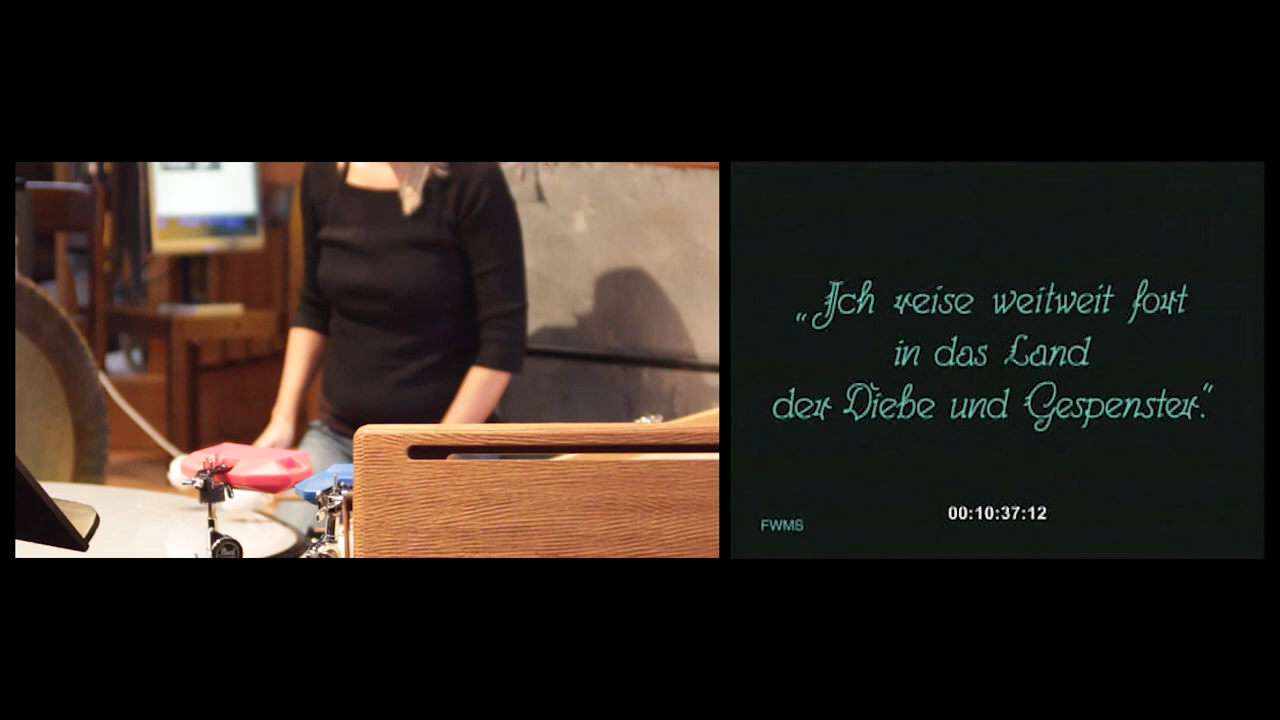 „Ich reise weitweit fort
in das Land
der Diebe und Gespenster.“
00:10:37:12
FWMS